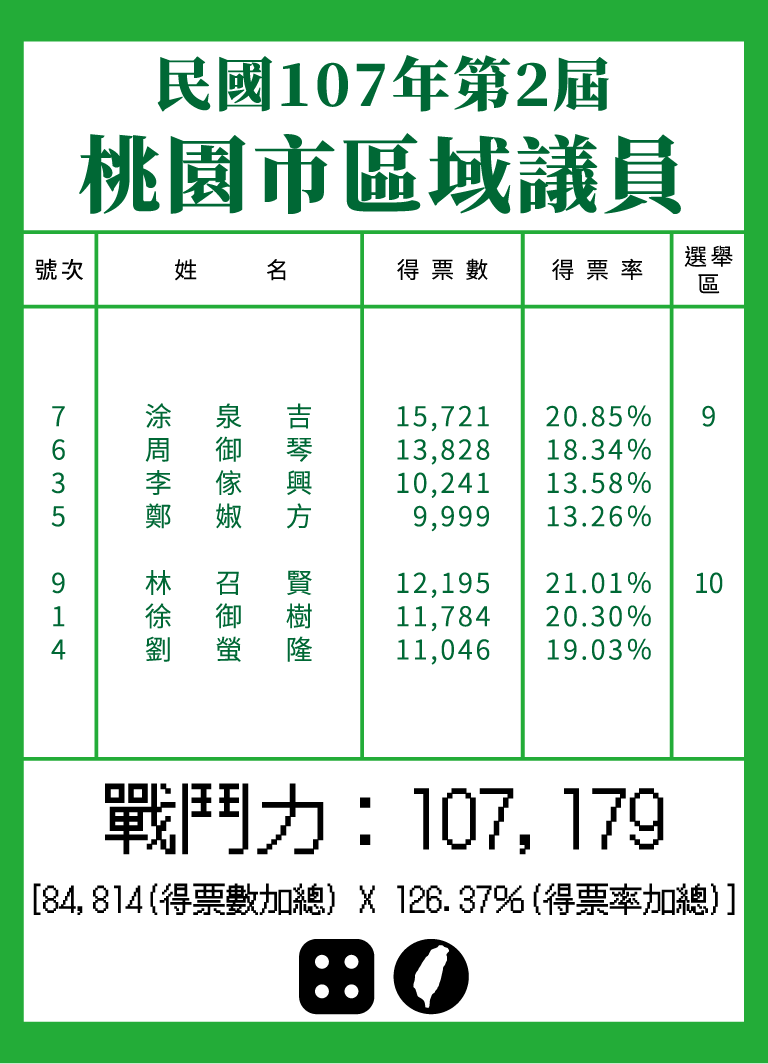 民國107年第2屆
桃園市區域議員
號次 姓名 得票數 得票率 選舉區
7 涂泉吉 15,721 20.85% 9
6 周御琴 13,828 18.34%
3 李傢興 10,241 13.58%
5 鄭婌方 9,999 13.26%
9 林召賢 12,195 21.01% 10
1 徐御樹 11,784 20.30%
4 劉螢隆 11,046 19.03%
戰鬥力：107,179
[84,814(得票數加總) X 126.37%(得票率加總)]